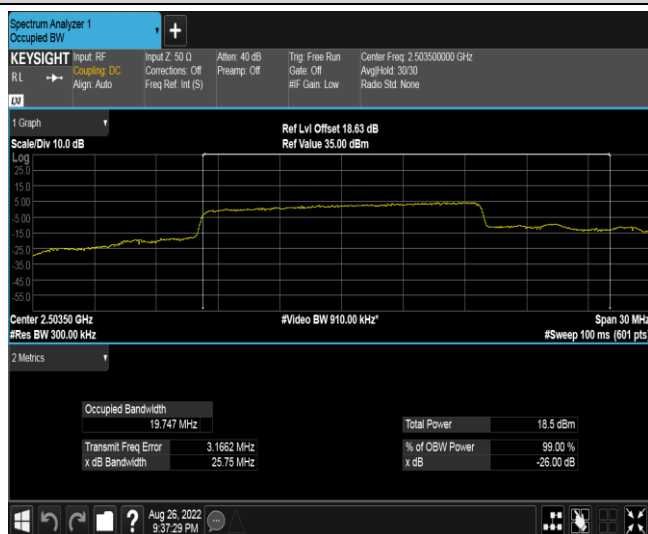 Spectrum Analyzer 1
Occupied BW
+
KEYSIGHT
R L
LXI
Input: RF
Coupling: DC
Align: Auto
Input Z: 50 Ω
Corrections: Off
Freq Ref: Int (S)
Atten: 40 dB
Preamp: Off
Trig: Free Run
Gate: Off
#IF Gain: Low
Center Freq: 2.503500000 GHz
Avg|Hold: 30/30
Radio Std: None
1 Graph
Scale/Div 10.0 dB
Ref Lvl Offset 18.63 dB
Ref Value 35.00 dBm
Log
25.0
15.0
5.00
-5.00
-15.0
-25.0
-35.0
-45.0
-55.0
Center 2.50350 GHz
#Video BW 910.00 kHz*
Span 30 MHz
#Res BW 300.00 kHz
#Sweep 100 ms (601 pts)
2 Metrics
Occupied Bandwidth
19.747 MHz
Total Power 18.5 dBm
Transmit Freq Error 3.1662 MHz
% of OBW Power 99.00 %
x dB Bandwidth 25.75 MHz
x dB -26.00 dB
?
Aug 26, 2022
9:37:29 PM